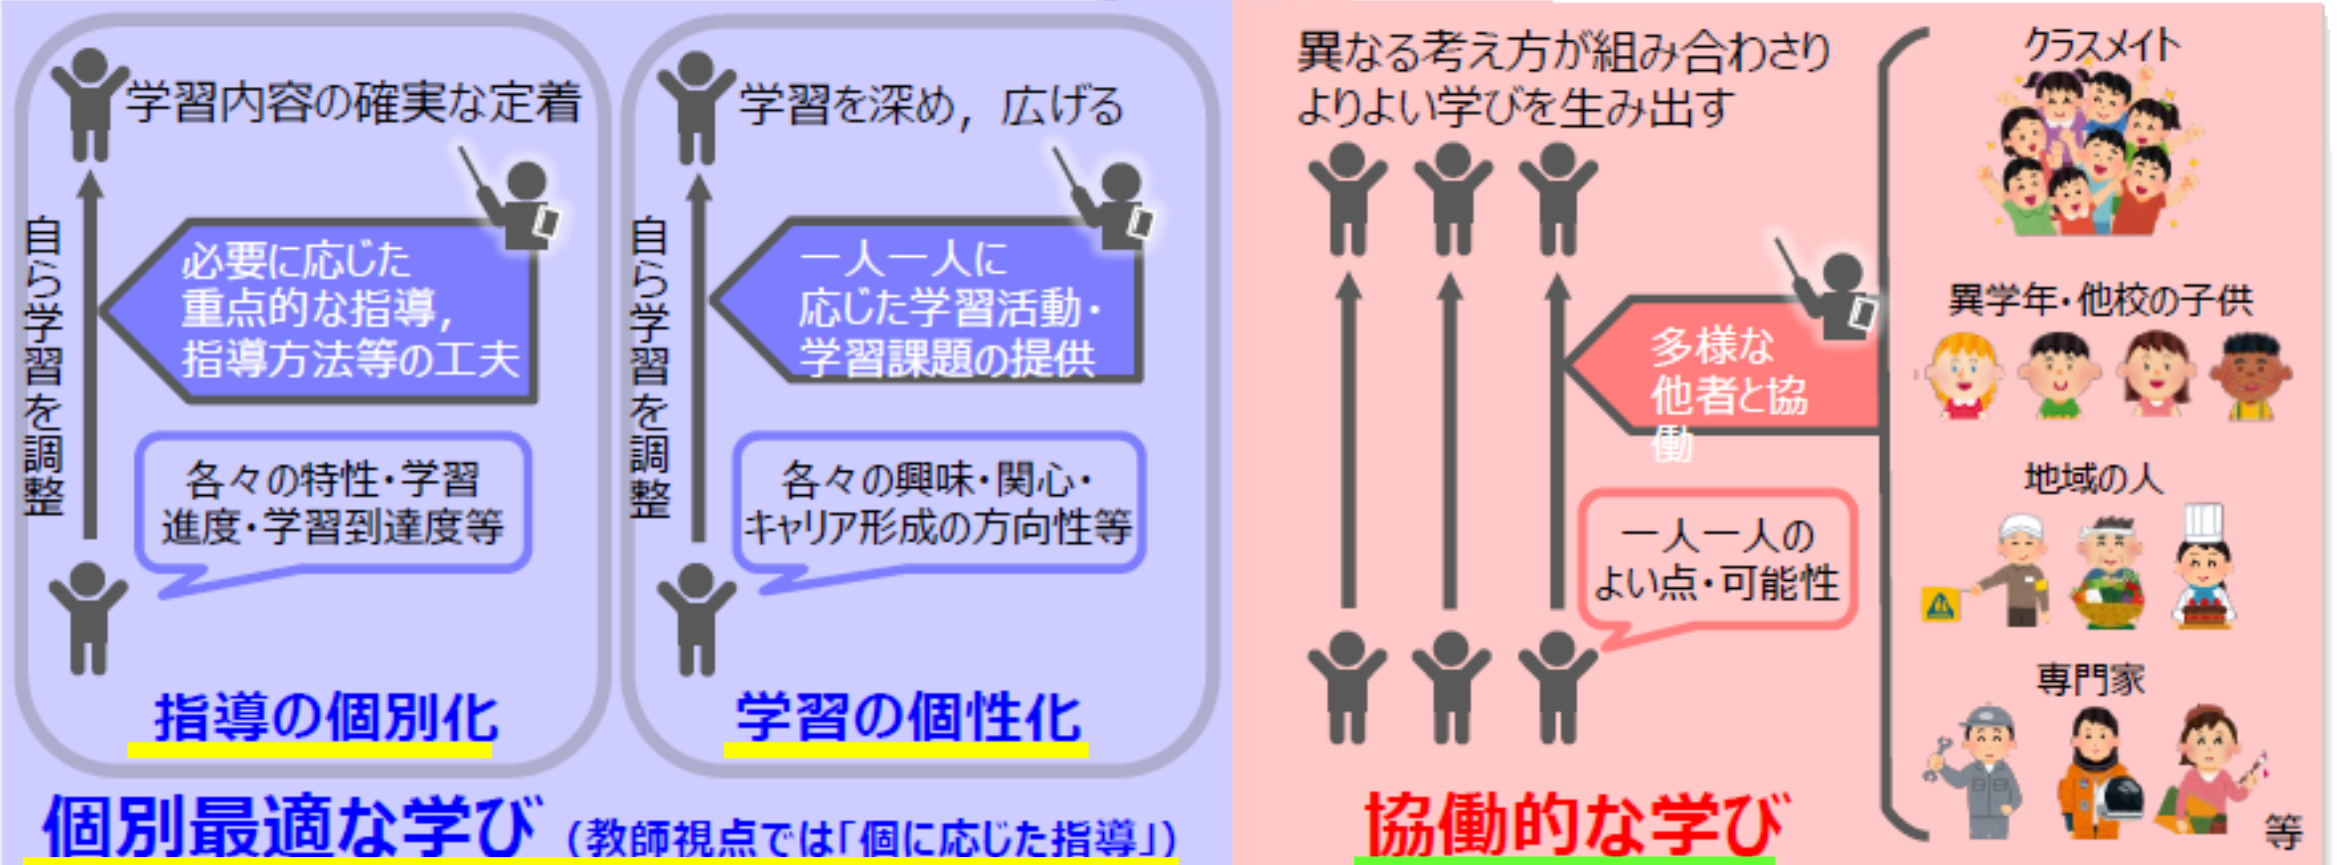 学習内容の確実な定着
自ら学習を調整
必要に応じた
重点的な指導,
指導方法等の工夫
各々の特性・学習
進度・学習到達度等
指導の個別化
学習を深め，広げる
自ら学習を調整
一人一人に
応じた学習活動・
学習課題の提供
各々の興味・関心・
キャリア形成の方向性等
学習の個性化
個別最適な学び（教師視点では「個に応じた指導」）
異なる考え方が組み合わさり
よりよい学びを生み出す
多様な
他者と協
働
一人一人の
よい点・可能性
協働的な学び
クラスメイト
異学年・他校の子供
地域の人
専門家
等